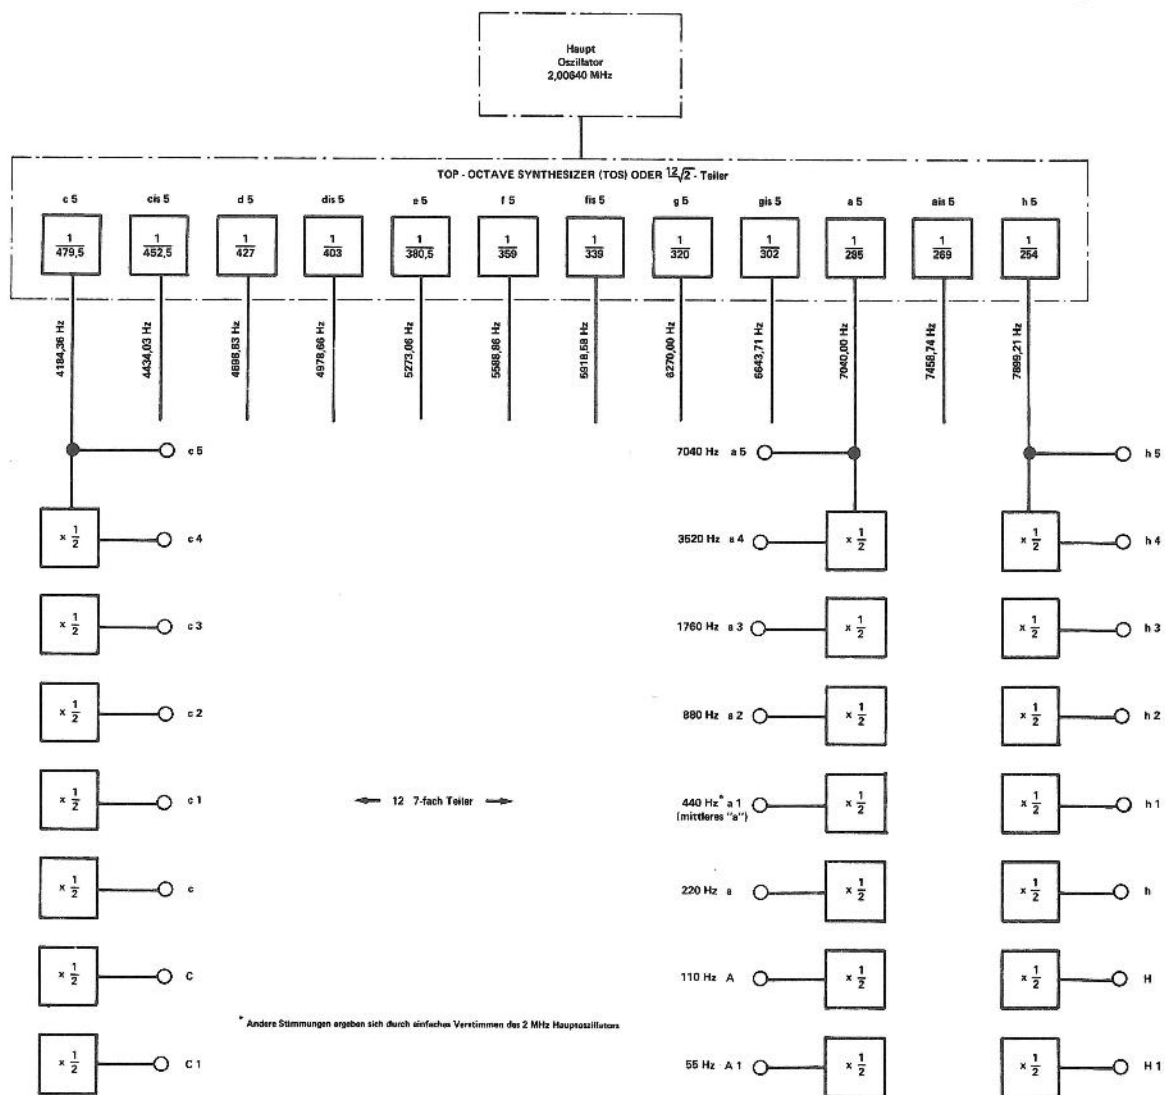 Haupt
Oszillator
2,00640 MHz
TOP - OCTAVE SYNTHESIZER (TOS) ODER 12√2 - Teiler
c 5 cis 5 d 5 dis 5 e 5 f 5 fis 5 g 5 gis 5 a 5 ais 5 h 5
1/479,5 1/452,5 1/427 1/403 1/380,5 1/359 1/339 1/320 1/302 1/285 1/269 1/254
4184,36 Hz 4434,03 Hz 4698,83 Hz 4978,66 Hz 5273,06 Hz 5588,86 Hz 5918,58 Hz 6270,00 Hz 6643,71 Hz 7040,00 Hz 7458,74 Hz 7899,21 Hz
c 5 7040 Hz a 5 h 5
x 1/2 c 4 3520 Hz a 4 x 1/2 x 1/2 h 4
x 1/2 c 3 1760 Hz a 3 x 1/2 x 1/2 h 3
x 1/2 c 2 880 Hz a 2 x 1/2 x 1/2 h 2
x 1/2 c 1 12 7-fach Teiler 440 Hz* a 1 x 1/2 x 1/2 h 1
(mittleres "a")
x 1/2 c 220 Hz a x 1/2 x 1/2 h
x 1/2 C 110 Hz A x 1/2 x 1/2 H
* Andere Stimmungen ergeben sich durch einfaches Verstimmen des 2 MHz Hauptoszillators
x 1/2 C 1 55 Hz A 1 x 1/2 x 1/2 H 1